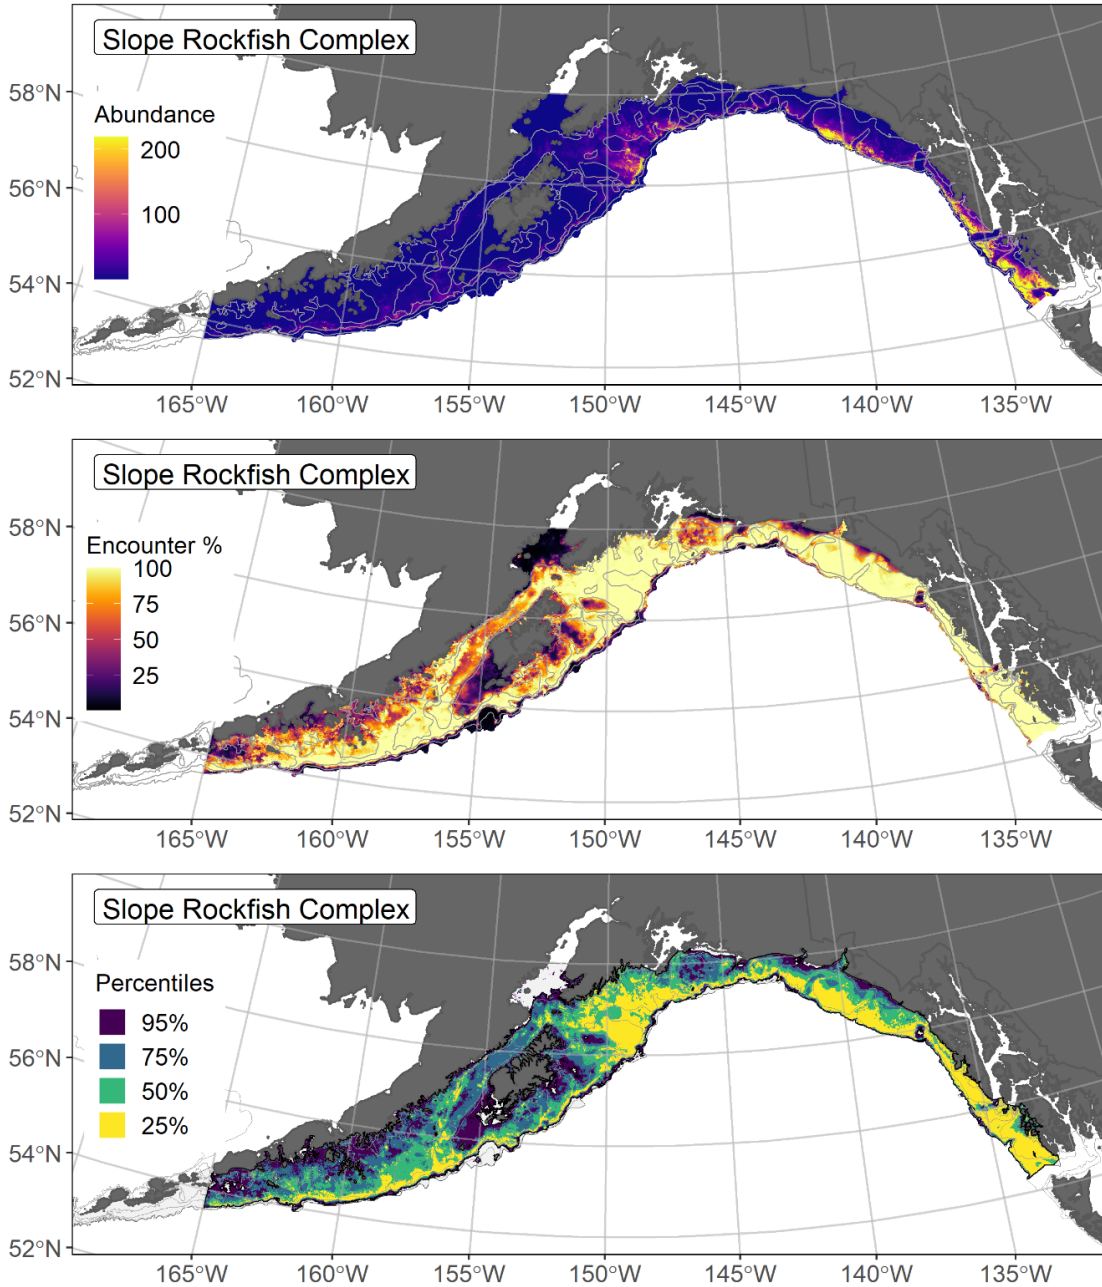 Slope Rockfish Complex
58°N
Abundance
200
56°N
100
54°N
52°N
165°W 160°W 155°W 150°W 145°W 140°W 135°W
Slope Rockfish Complex
58°N
Encounter %
100
75
56°N
50
25
54°N
52°N
165°W 160°W 155°W 150°W 145°W 140°W 135°W
Slope Rockfish Complex
58°N
Percentiles
95%
75%
56°N
50%
25%
54°N
52°N
165°W 160°W 155°W 150°W 145°W 140°W 135°W